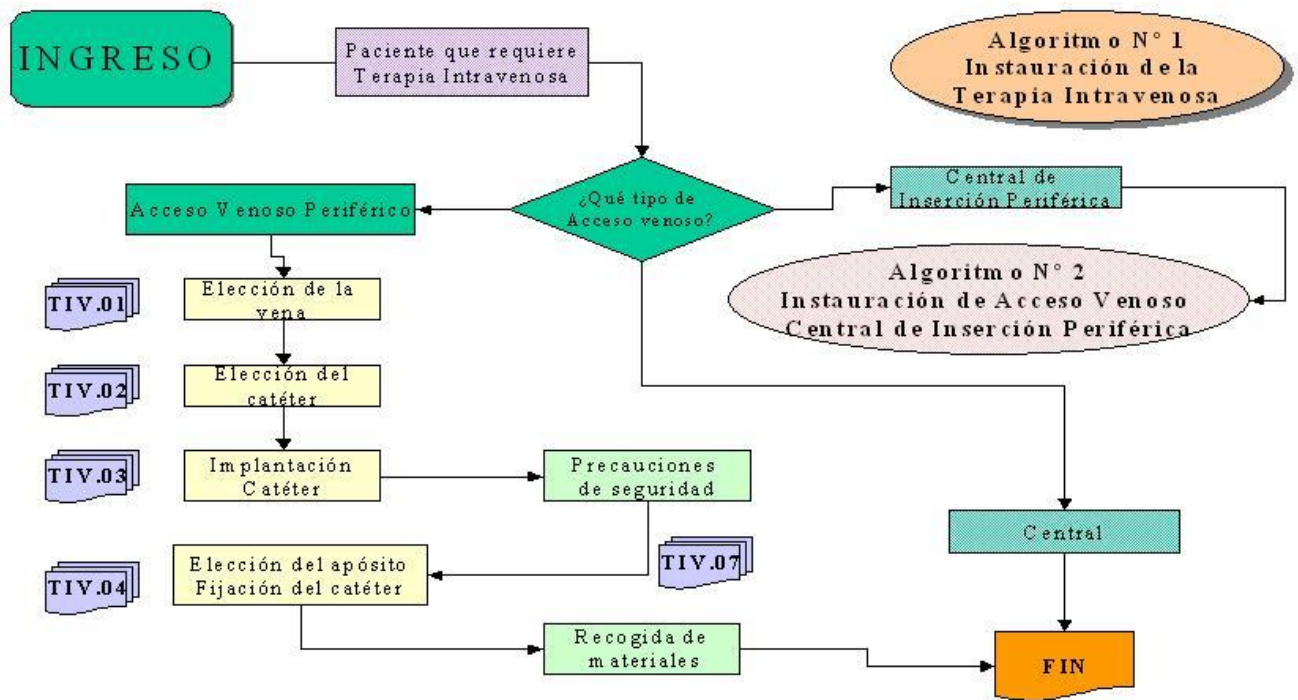 INGRESO
Paciente que requiere
Terapia Intravenosa
Algoritmo N° 1
Instauración de la
Terapia Intravenosa
¿Qué tipo de
Acceso venoso?
Acceso Venoso Periférico
Central de
Inserción Periférica
Algoritmo N° 2
Instauración de Acceso Venoso
Central de Inserción Periférica
TIV.01
Elección de la
vena
TIV.02
Elección del
catéter
TIV.03
Implantación
Catéter
Precauciones
de seguridad
TIV.07
TIV.04
Elección del apósito
Fijación del catéter
Central
Recogida de
materiales
FIN